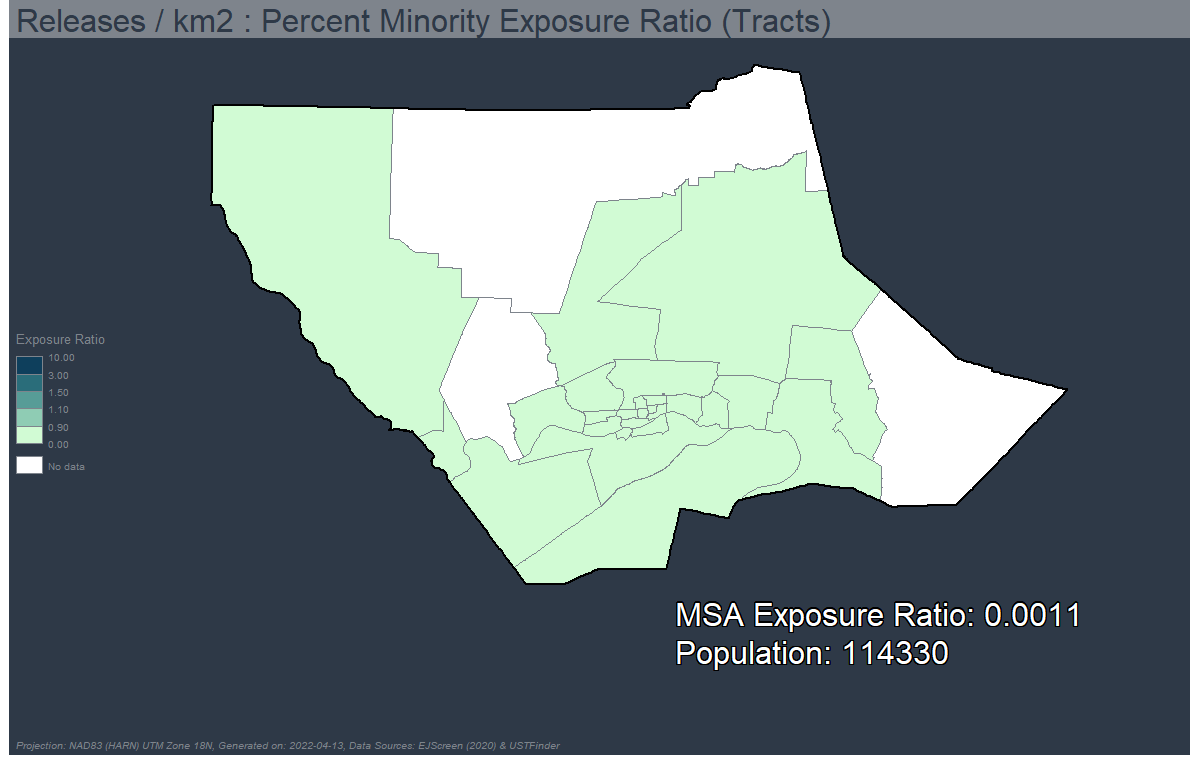 Releases / km2 : Percent Minority Exposure Ratio (Tracts)
Exposure Ratio
10.00
3.00
1.50
1.10
0.90
0.00
No data
MSA Exposure Ratio: 0.0011
Population: 114330
Projection: NAD83 (HARN) UTM Zone 18N, Generated on: 2022-04-13, Data Sources: EJScreen (2020) & USTFinder